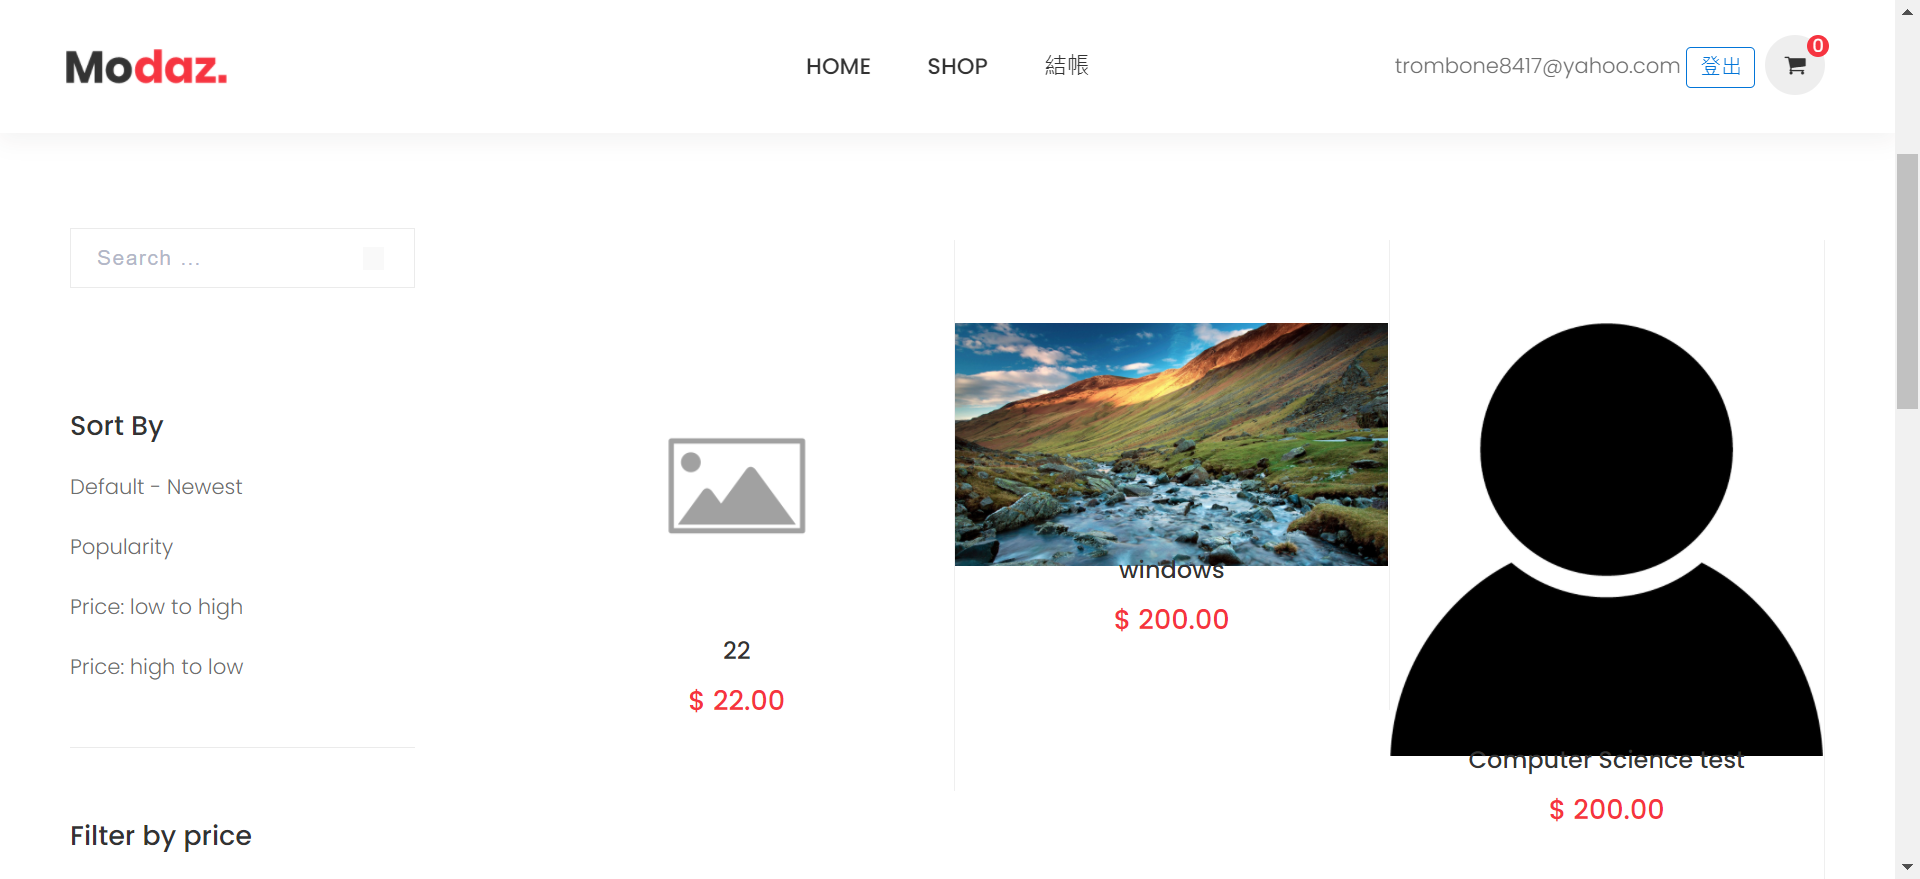 Modaz.
HOME SHOP 結帳
trombone8417@yahoo.com 登出 0
Search ...
Sort By
Default - Newest
Popularity
Price: low to high
Price: high to low
Filter by price
22
$ 22.00
windows
$ 200.00
Computer Science test
$ 200.00